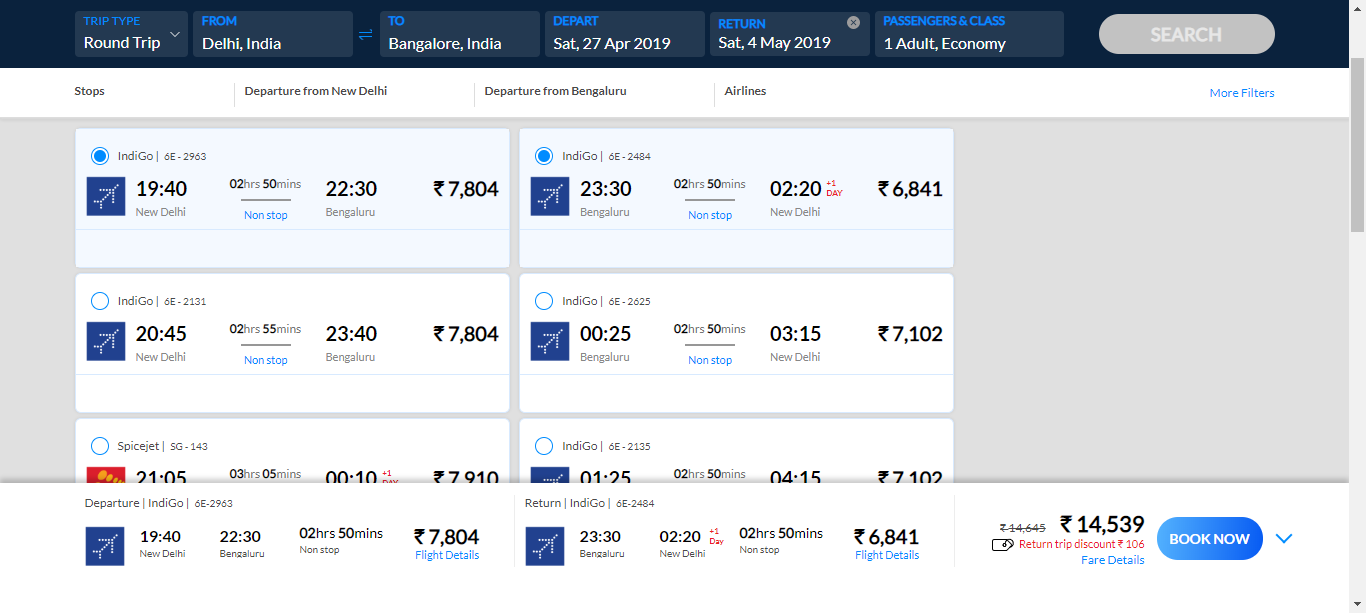 TRIP TYPE
Round Trip
FROM
Delhi, India
TO
Bangalore, India
DEPART
Sat, 27 Apr 2019
RETURN
Sat, 4 May 2019
PASSENGERS & CLASS
1 Adult, Economy
SEARCH
Stops
Departure from New Delhi
Departure from Bengaluru
Airlines
More Filters
IndiGo | 6E - 2963
19:40 02hrs 50mins 22:30 ₹ 7,804
New Delhi Non stop Bengaluru
IndiGo | 6E - 2484
23:30 02hrs 50mins 02:20 +1 DAY ₹ 6,841
Bengaluru Non stop New Delhi
IndiGo | 6E - 2131
20:45 02hrs 55mins 23:40 ₹ 7,804
New Delhi Non stop Bengaluru
IndiGo | 6E - 2625
00:25 02hrs 50mins 03:15 ₹ 7,102
Bengaluru Non stop New Delhi
Spicejet | SG - 143
21:05 03hrs 05mins 00:10 +1 DAY ₹ 7,910
IndiGo | 6E - 2135
01:25 02hrs 50mins 04:15 ₹ 7,102
Departure | IndiGo | 6E-2963
19:40 22:30 02hrs 50mins ₹ 7,804
New Delhi Bengaluru Non stop Flight Details
Return | IndiGo | 6E-2484
23:30 02:20 +1 Day 02hrs 50mins ₹ 6,841
Bengaluru New Delhi Non stop Flight Details
₹ 14,645 ₹ 14,539
Return trip discount ₹ 106
Fare Details
BOOK NOW